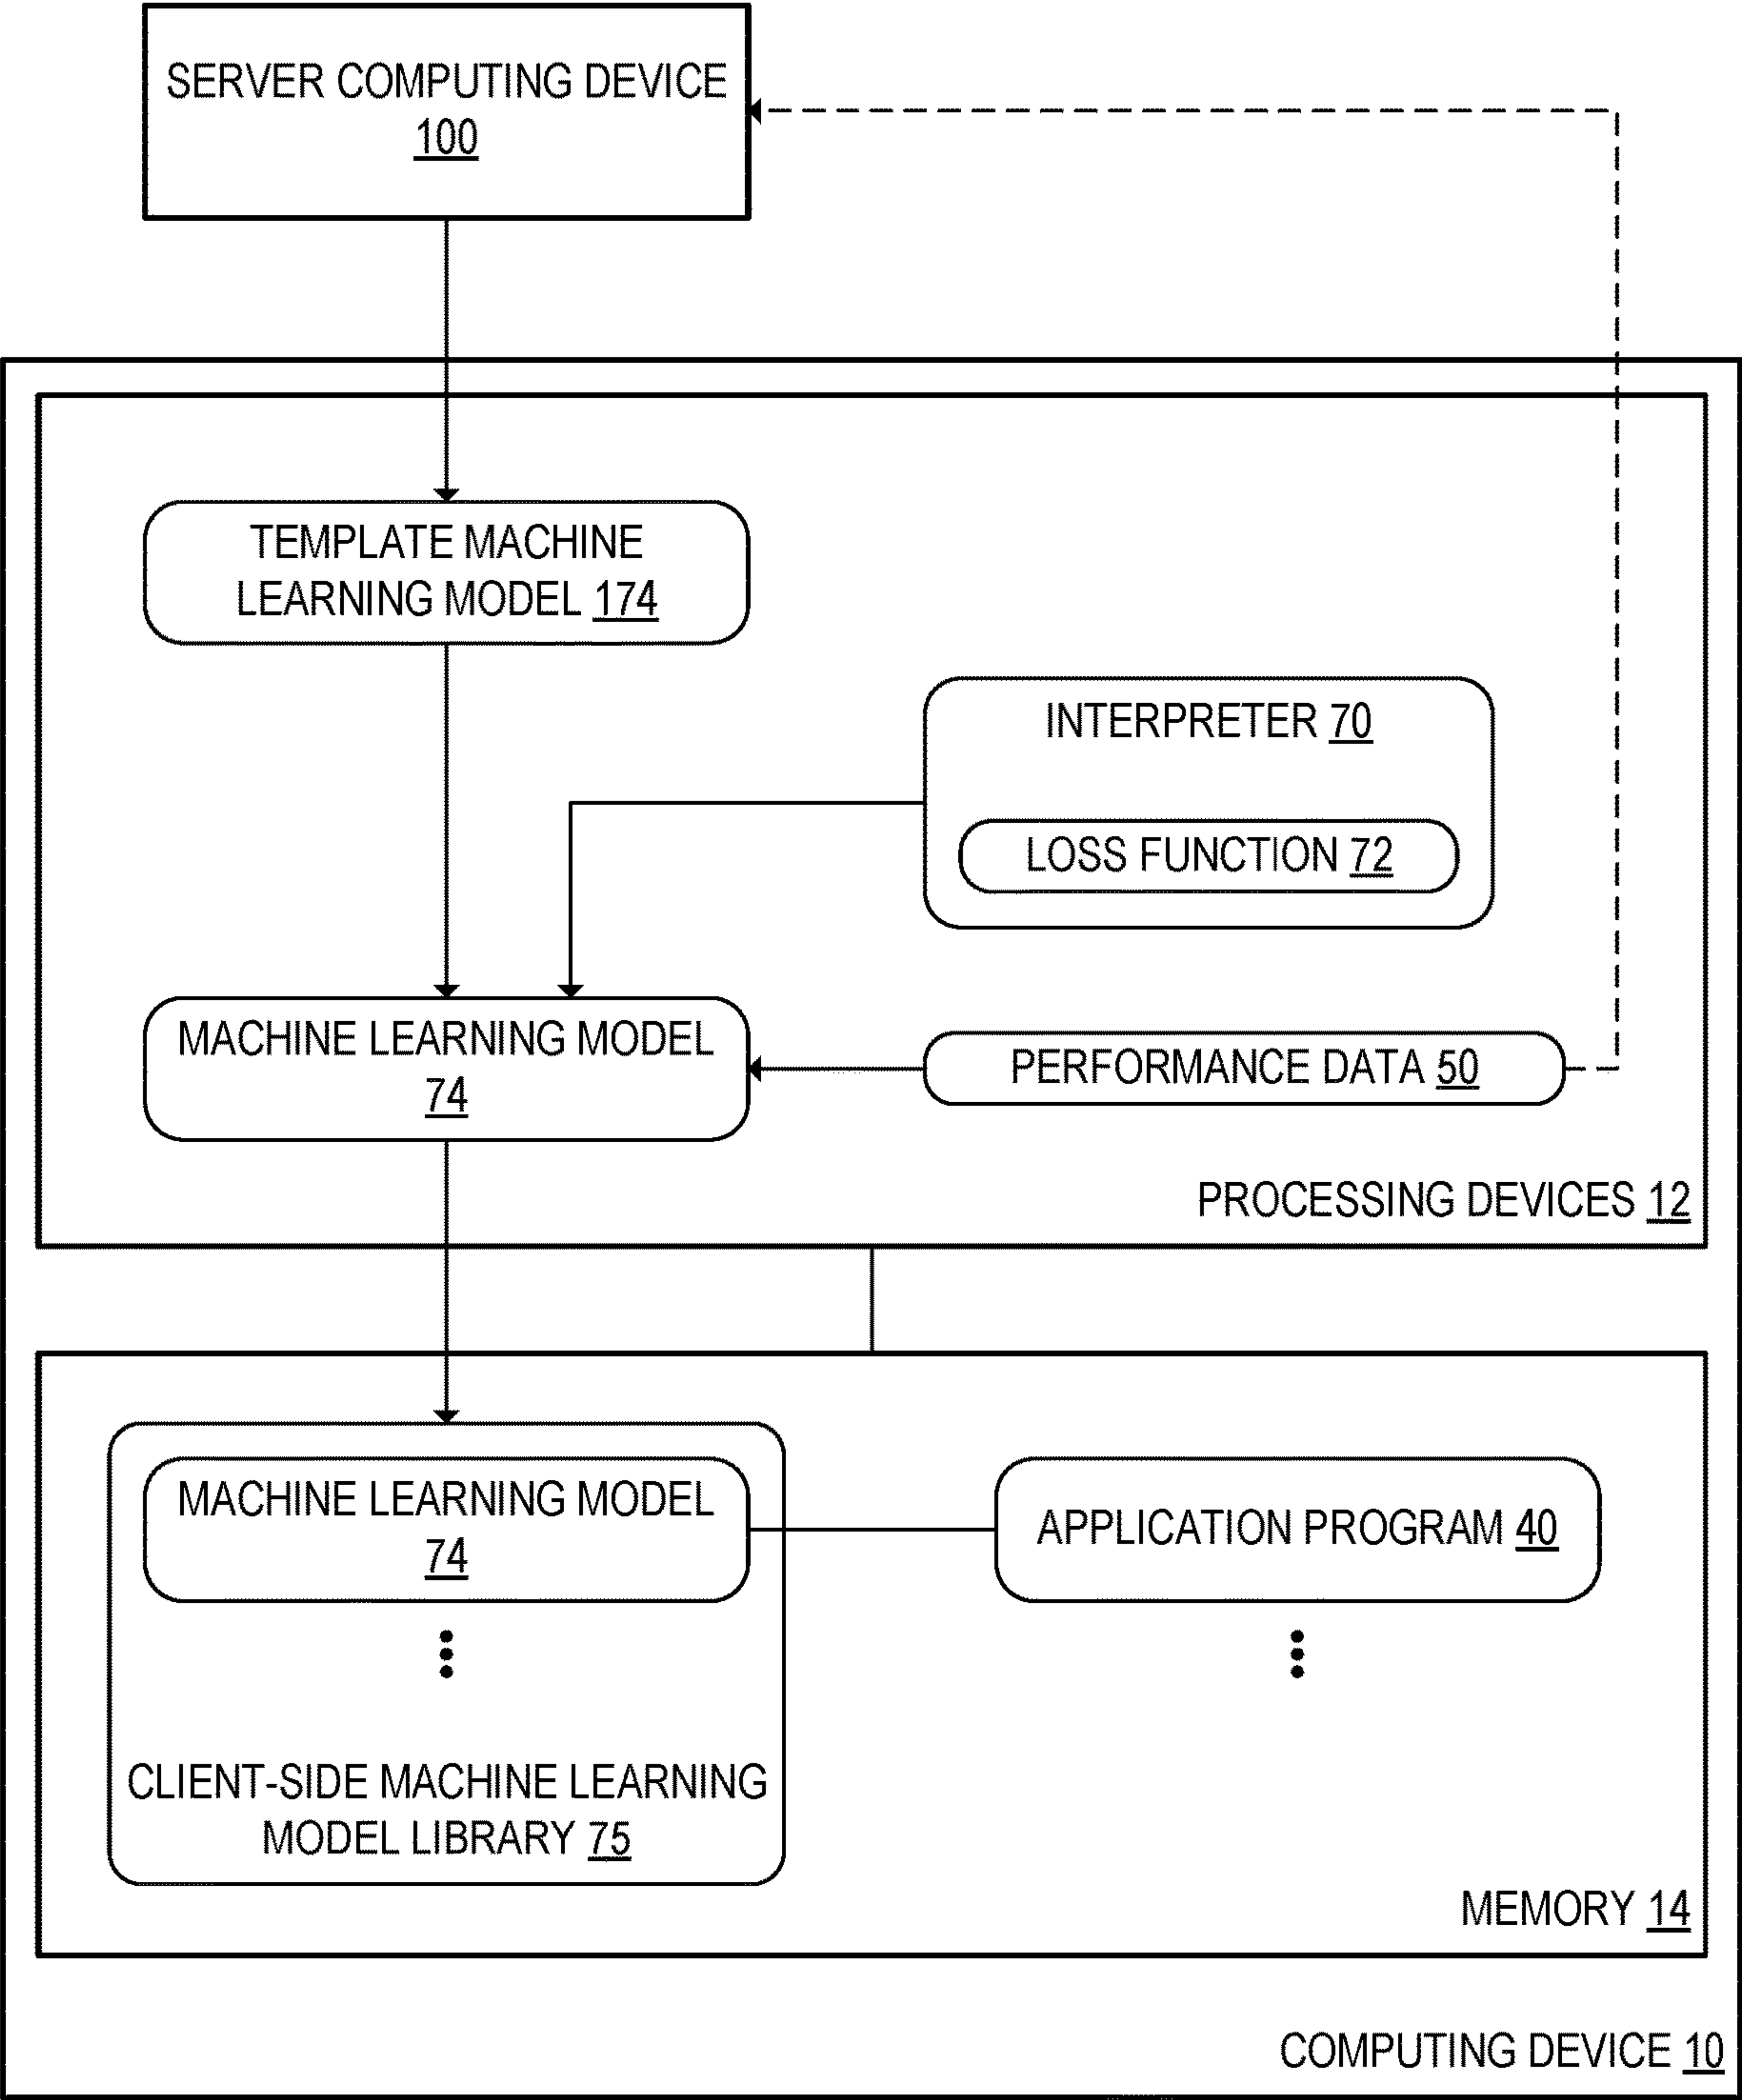 SERVER COMPUTING DEVICE
100
TEMPLATE MACHINE
LEARNING MODEL 174
INTERPRETER 70
LOSS FUNCTION 72
MACHINE LEARNING MODEL
74
PERFORMANCE DATA 50
PROCESSING DEVICES 12
MACHINE LEARNING MODEL
74
APPLICATION PROGRAM 40
CLIENT-SIDE MACHINE LEARNING
MODEL LIBRARY 75
MEMORY 14
COMPUTING DEVICE 10